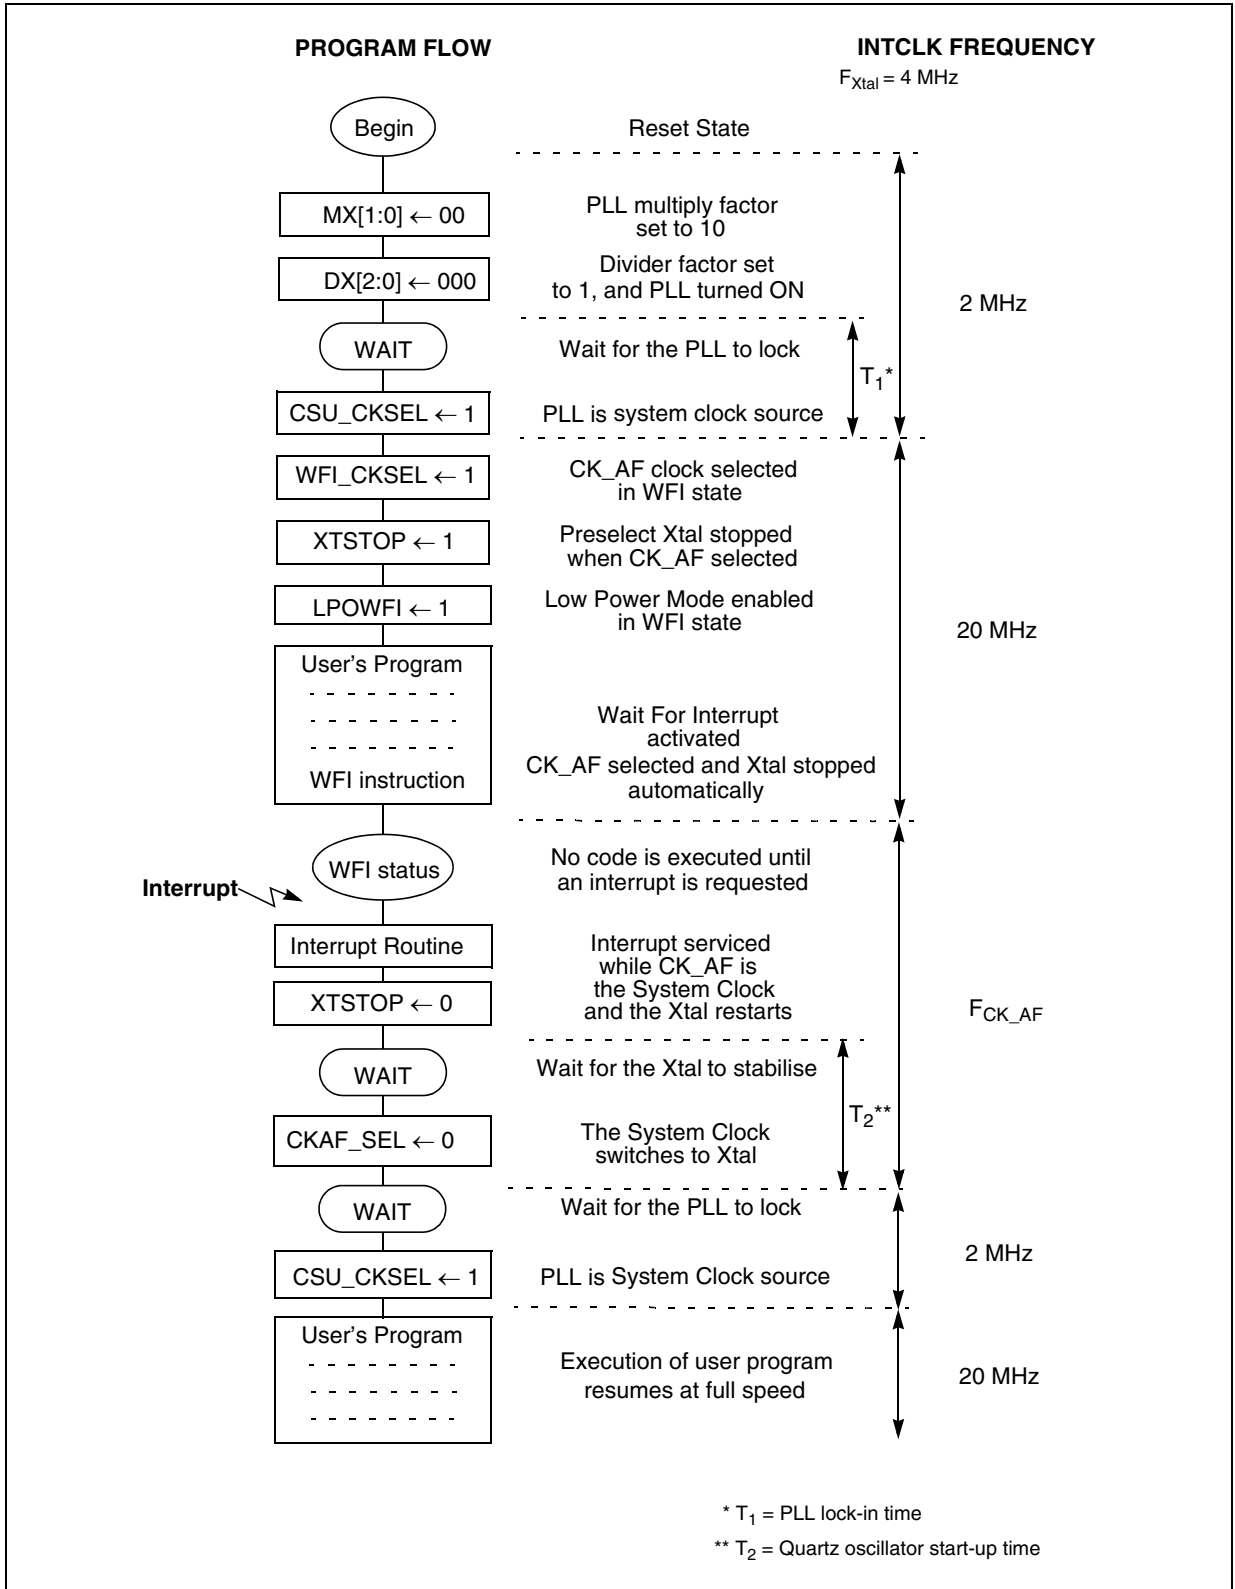 PROGRAM FLOW
INTCLK FREQUENCY
F_Xtal = 4 MHz
Begin
Reset State
MX[1:0] ← 00
PLL multiply factor
set to 10
DX[2:0] ← 000
Divider factor set
to 1, and PLL turned ON
2 MHz
WAIT
Wait for the PLL to lock
T1*
CSU_CKSEL ← 1
PLL is system clock source
WFI_CKSEL ← 1
CK_AF clock selected
in WFI state
XTSTOP ← 1
Preselect Xtal stopped
when CK_AF selected
LPOWFI ← 1
Low Power Mode enabled
in WFI state
20 MHz
User's Program
WFI instruction
Wait For Interrupt
activated
CK_AF selected and Xtal stopped
automatically
WFI status
No code is executed until
an interrupt is requested
Interrupt
Interrupt Routine
Interrupt serviced
while CK_AF is
the System Clock
and the Xtal restarts
XTSTOP ← 0
F_CK_AF
WAIT
Wait for the Xtal to stabilise
T2**
CKAF_SEL ← 0
The System Clock
switches to Xtal
WAIT
Wait for the PLL to lock
2 MHz
CSU_CKSEL ← 1
PLL is System Clock source
User's Program
Execution of user program
resumes at full speed
20 MHz
* T1 = PLL lock-in time
** T2 = Quartz oscillator start-up time